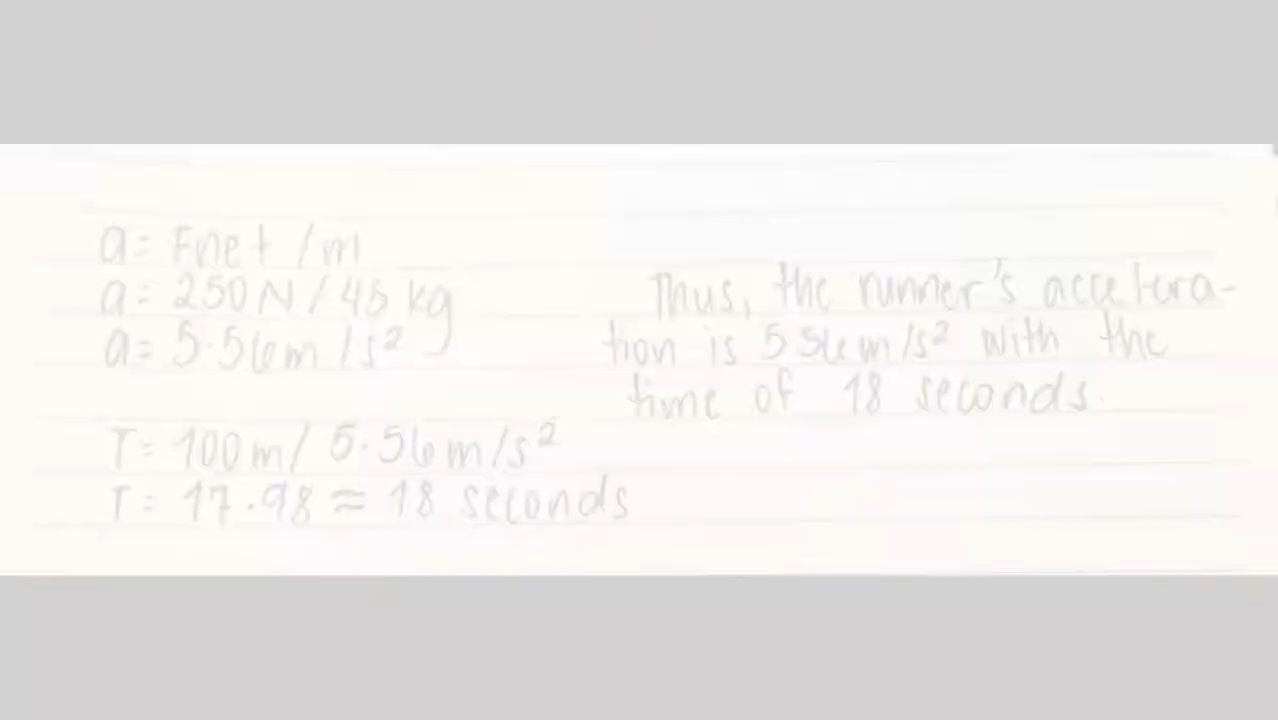 a = Fnet / m
a = 250 N / 45 kg
a = 5.56 m / s²
T = 100 m / 5.56 m/s²
T = 17.98 ≈ 18 seconds
Thus, the runner's accelera-
tion is 5.56 m/s² with the
time of 18 seconds.